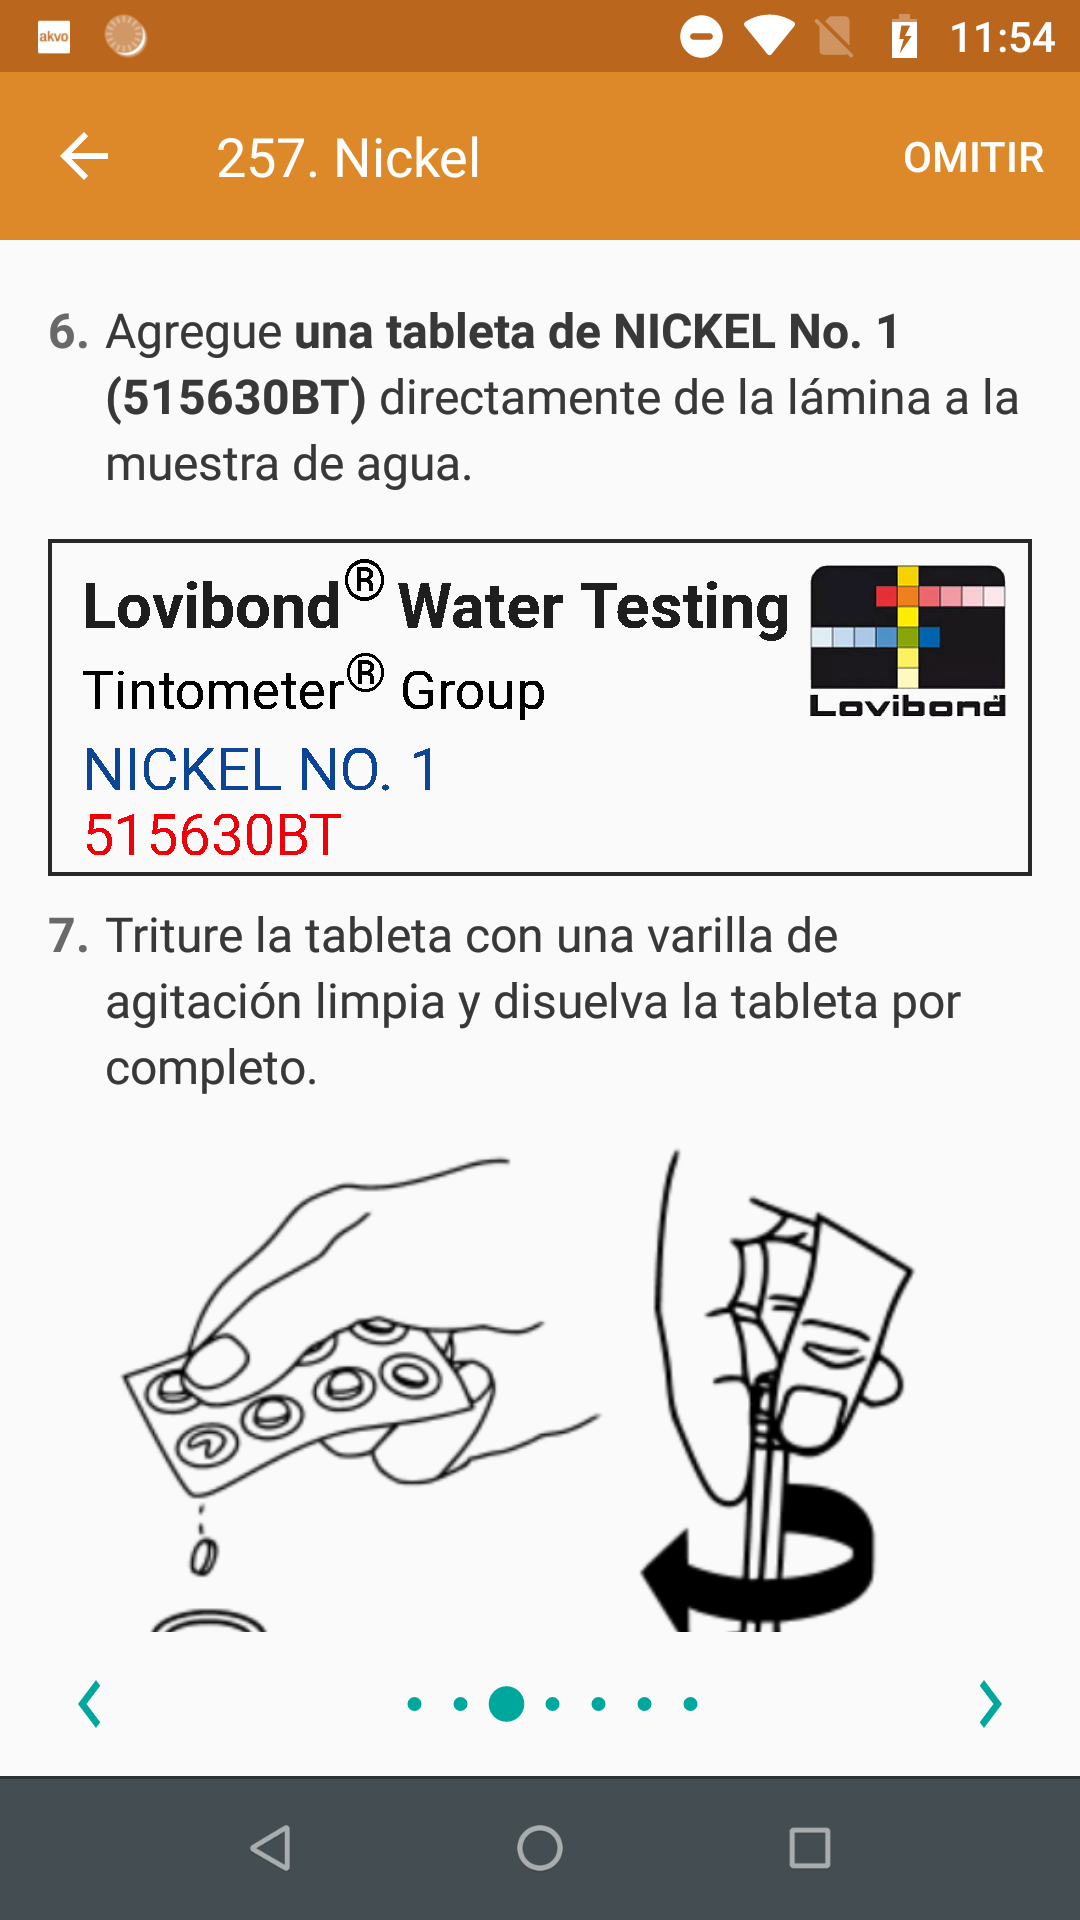 akvo
11:54
257. Nickel
OMITIR
6. Agregue una tableta de NICKEL No. 1
(515630BT) directamente de la lámina a la
muestra de agua.
Lovibond® Water Testing
Tintometer® Group
Lovibond
NICKEL NO. 1
515630BT
7. Triture la tableta con una varilla de
agitación limpia y disuelva la tableta por
completo.